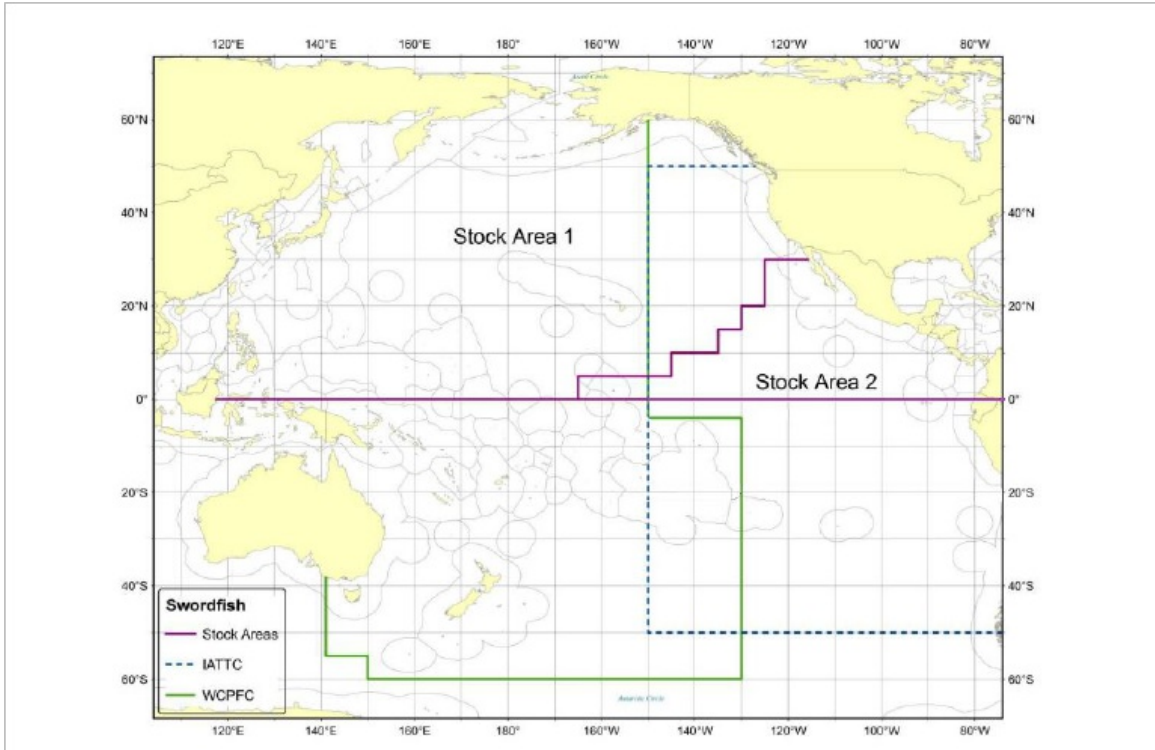 120°E 140°E 160°E 180° 160°W 140°W 120°W 100°W 80°W
60°N 60°N
40°N 40°N
Stock Area 1
20°N 20°N
Stock Area 2
0° 0°
20°S 20°S
40°S 40°S
Swordfish
Stock Areas
IATTC
WCPFC
60°S 60°S
Antarctic Circle
120°E 140°E 160°E 180° 160°W 140°W 120°W 100°W 80°W